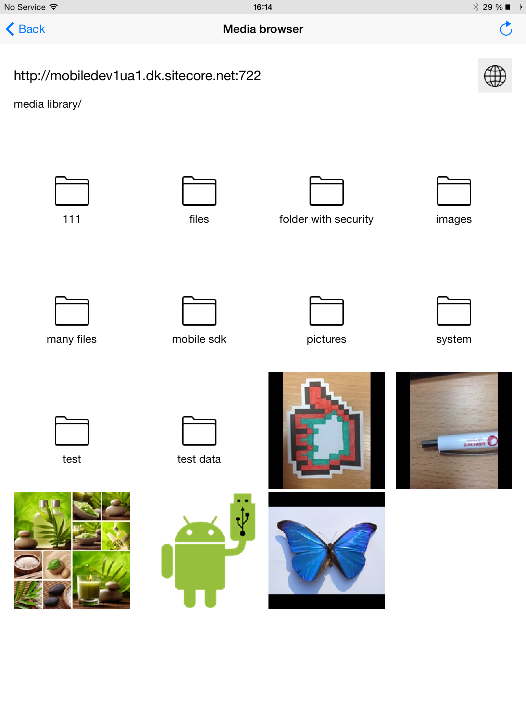 No Service 16:14 29 %
Back Media browser
http://mobiledev1ua1.dk.sitecore.net:722
media library/
111 files folder with security images
many files mobile sdk pictures system
test test data